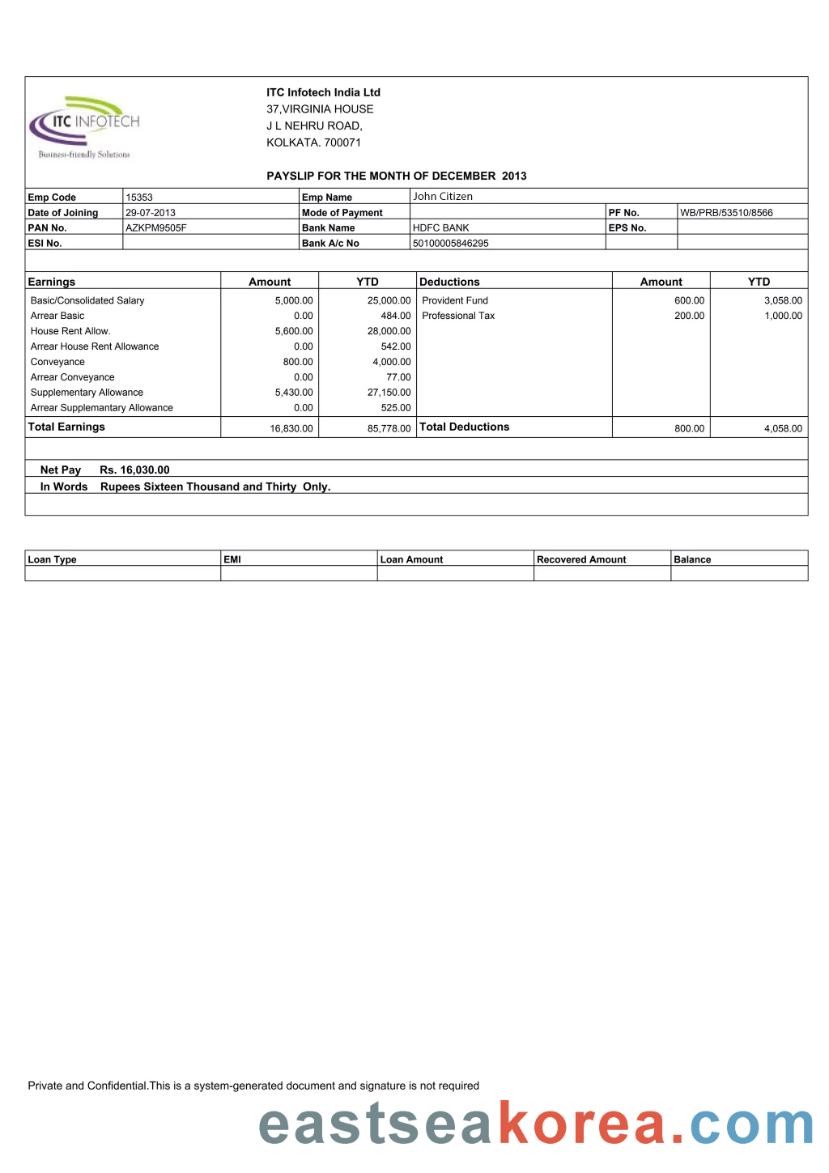 ITC INFOTECH
Business-friendly Solutions
ITC Infotech India Ltd
37,VIRGINIA HOUSE
J L NEHRU ROAD,
KOLKATA. 700071
PAYSLIP FOR THE MONTH OF DECEMBER 2013
Emp Code 15353 Emp Name John Citizen
Date of Joining 29-07-2013 Mode of Payment PF No. WB/PRB/53510/8566
PAN No. AZKPM9505F Bank Name HDFC BANK EPS No.
ESI No. Bank A/c No 50100005846295
Earnings Amount YTD Deductions Amount YTD
Basic/Consolidated Salary 5,000.00 25,000.00 Provident Fund 600.00 3,058.00
Arrear Basic 0.00 484.00 Professional Tax 200.00 1,000.00
House Rent Allow. 5,600.00 28,000.00
Arrear House Rent Allowance 0.00 542.00
Conveyance 800.00 4,000.00
Arrear Conveyance 0.00 77.00
Supplementary Allowance 5,430.00 27,150.00
Arrear Supplemantary Allowance 0.00 525.00
Total Earnings 16,830.00 85,778.00 Total Deductions 800.00 4,058.00
Net Pay Rs. 16,030.00
In Words Rupees Sixteen Thousand and Thirty Only.
Loan Type EMI Loan Amount Recovered Amount Balance
Private and Confidential.This is a system-generated document and signature is not required
eastseakorea.com